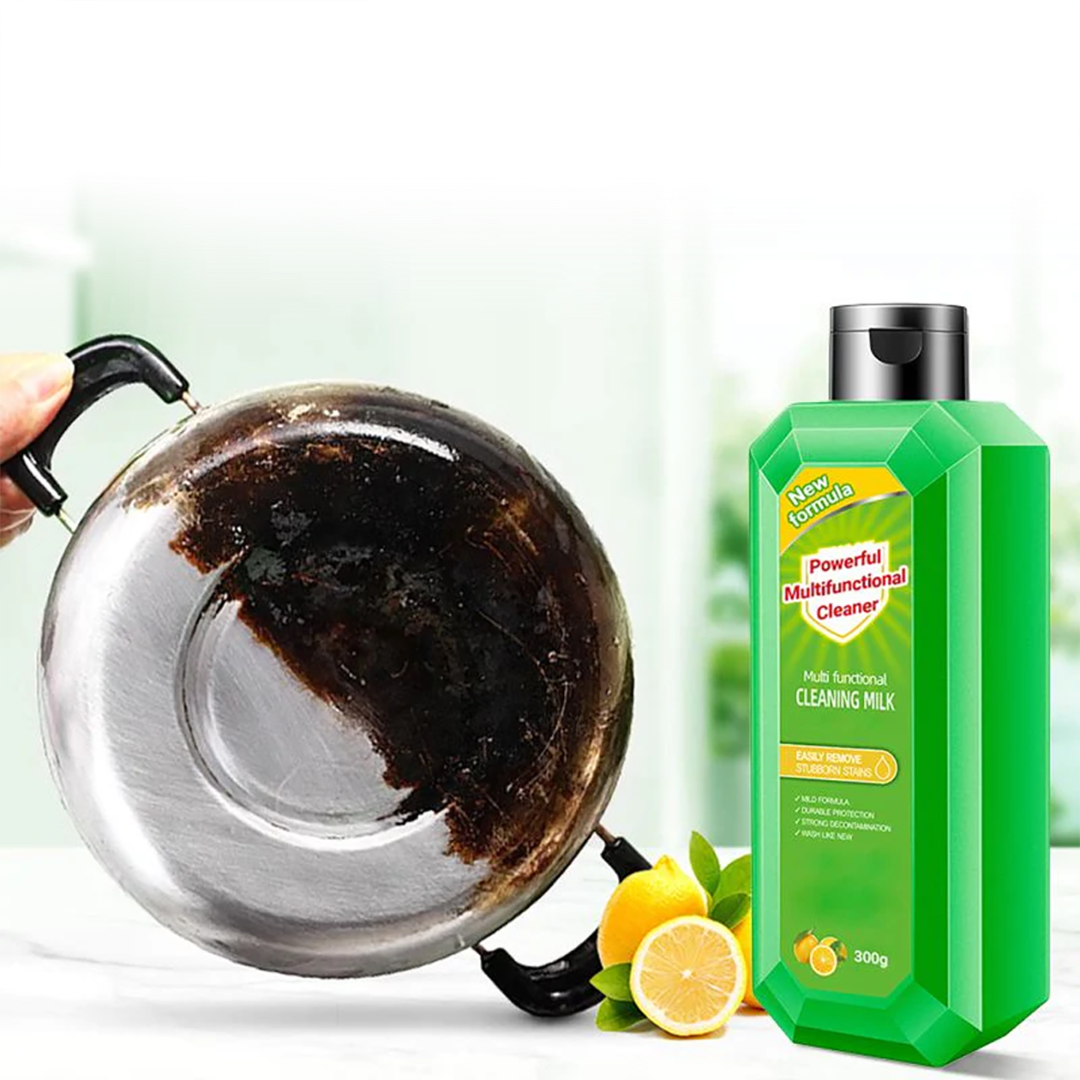 New
formula
Powerful
Multifunctional
Cleaner
Multi functional
CLEANING MILK
EASILY REMOVE
STUBBORN STAINS
✓ MILD FORMULA
✓ DURABLE PROTECTION
✓ STRONG DECONTAMINATION
✓ WASH LIKE NEW
300g